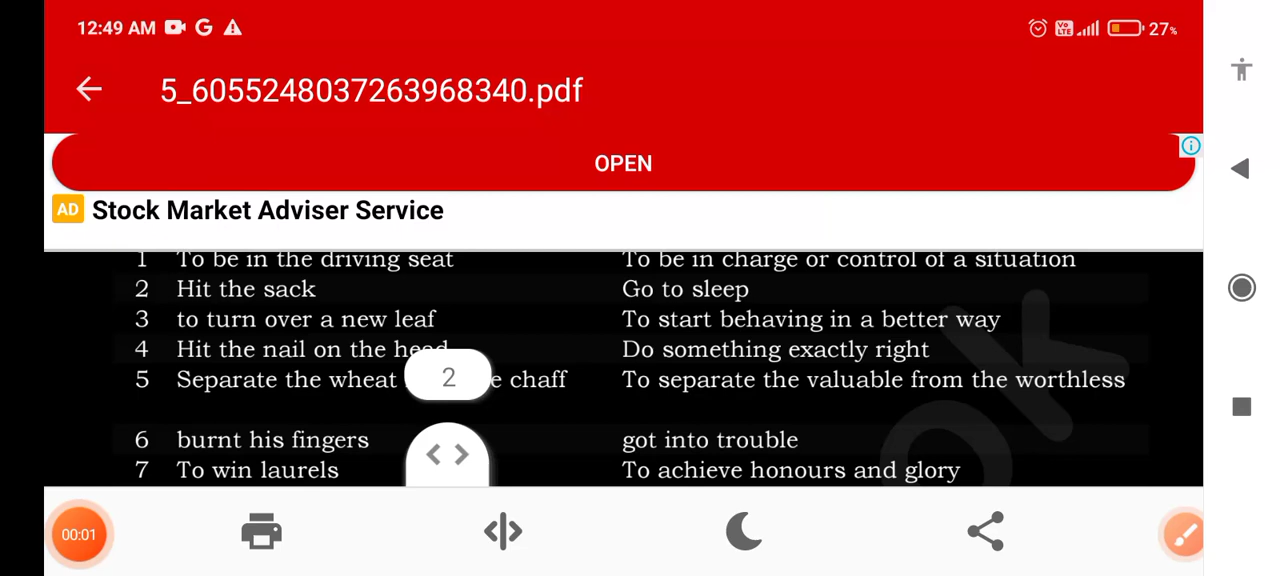 12:49 AM G Vo LTE 27%
5_6055248037263968340.pdf
OPEN
AD Stock Market Adviser Service
1 To be in the driving seat To be in charge or control of a situation
2 Hit the sack Go to sleep
3 to turn over a new leaf To start behaving in a better way
4 Hit the nail on the head Do something exactly right
5 Separate the wheat e chaff To separate the valuable from the worthless
2
6 burnt his fingers got into trouble
7 To win laurels To achieve honours and glory
OK
00:01